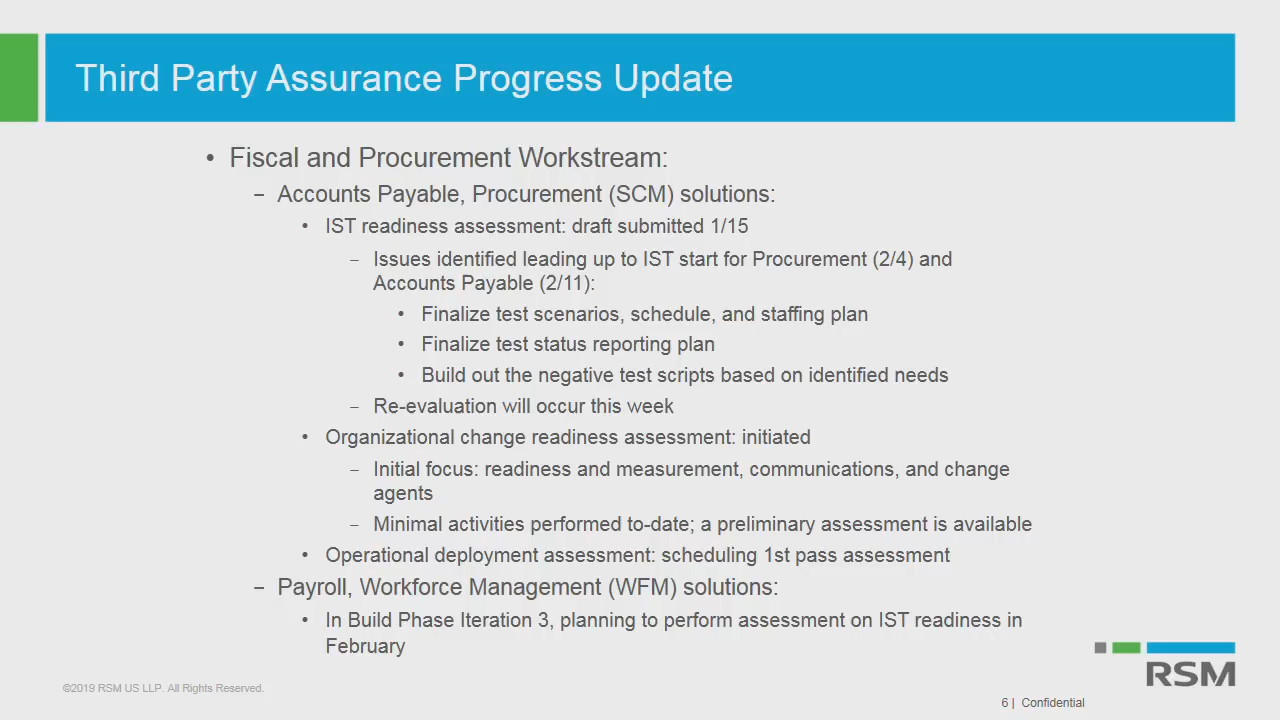 Third Party Assurance Progress Update
• Fiscal and Procurement Workstream:
– Accounts Payable, Procurement (SCM) solutions:
• IST readiness assessment: draft submitted 1/15
– Issues identified leading up to IST start for Procurement (2/4) and
Accounts Payable (2/11):
• Finalize test scenarios, schedule, and staffing plan
• Finalize test status reporting plan
• Build out the negative test scripts based on identified needs
– Re-evaluation will occur this week
• Organizational change readiness assessment: initiated
– Initial focus: readiness and measurement, communications, and change
agents
– Minimal activities performed to-date; a preliminary assessment is available
• Operational deployment assessment: scheduling 1st pass assessment
– Payroll, Workforce Management (WFM) solutions:
• In Build Phase Iteration 3, planning to perform assessment on IST readiness in
February
RSM
©2019 RSM US LLP. All Rights Reserved.
6 | Confidential